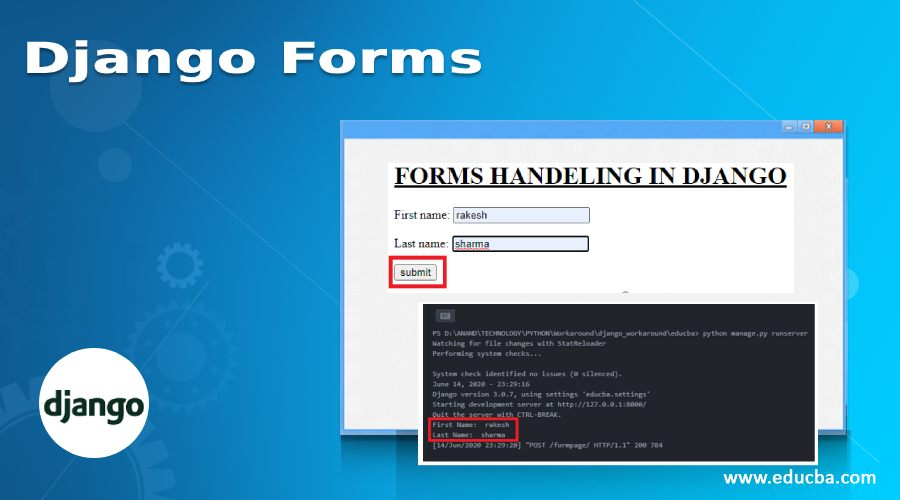 Django Forms
FORMS HANDELING IN DJANGO
First name: rakesh
Last name: sharma
submit
PS D:\ANAND\TECHNOLOGY\PYTHON\Workaround\django_workaround\educba> python manage.py runserver
Watching for file changes with StatReloader
Performing system checks...
System check identified no issues (0 silenced).
June 14, 2020 - 23:29:16
Django version 3.0.7, using settings 'educba.settings'
Starting development server at http://127.0.0.1:8000/
Quit the server with CTRL-BREAK.
First Name:  rakesh
Last Name:  sharma
[14/Jun/2020 23:29:20] "POST /formpage/ HTTP/1.1" 200 784
django
www.educba.com